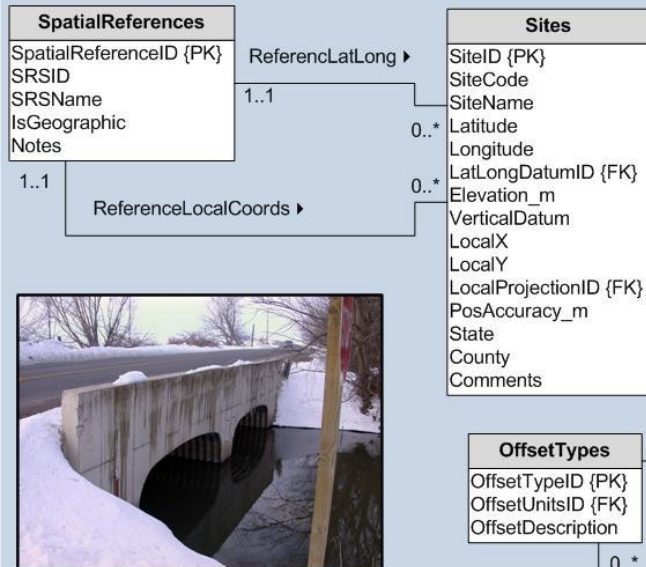 SpatialReferences
SpatialReferenceID {PK}
SRSID
SRSName
IsGeographic
Notes
ReferencLatLong
1..1
0..*
1..1
0..*
ReferenceLocalCoords
Sites
SiteID {PK}
SiteCode
SiteName
Latitude
Longitude
LatLongDatumID {FK}
Elevation_m
VerticalDatum
LocalX
LocalY
LocalProjectionID {FK}
PosAccuracy_m
State
County
Comments
OffsetTypes
OffsetTypeID {PK}
OffsetUnitsID {FK}
OffsetDescription
0..*